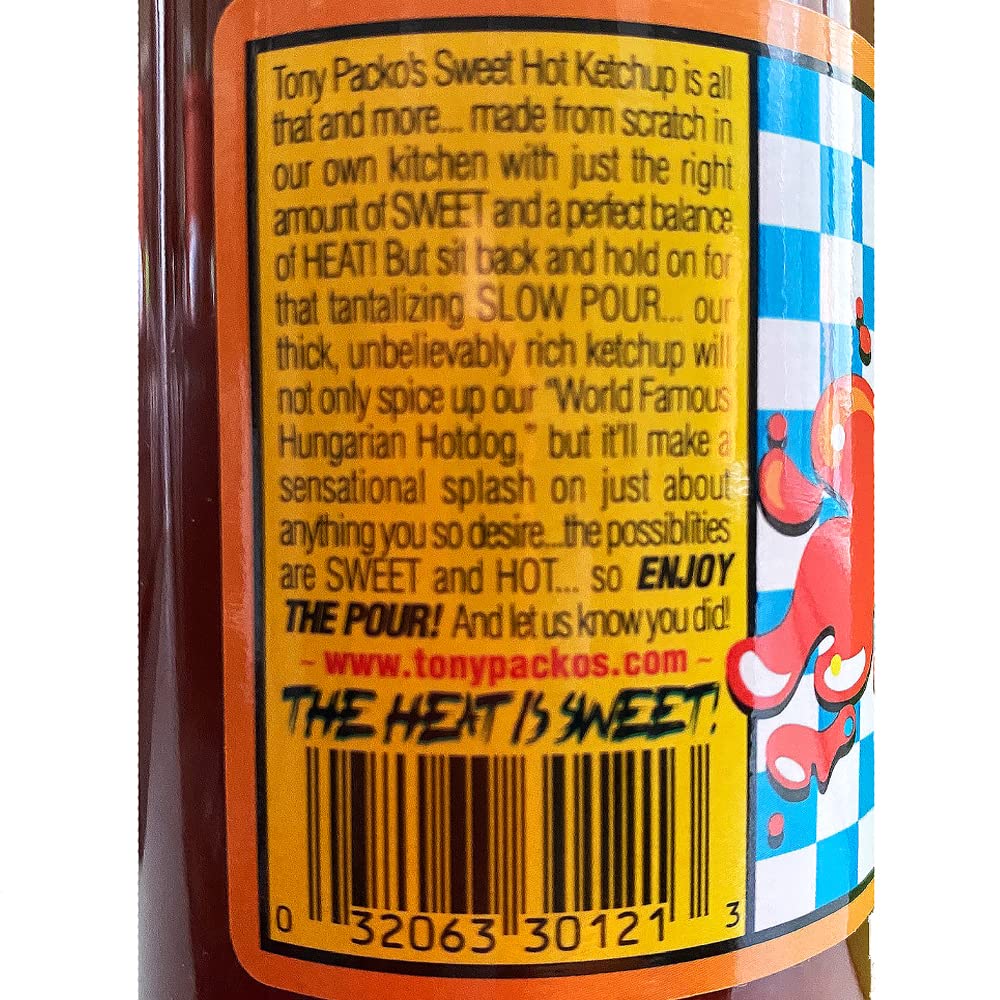 Tony Packo's Sweet Hot Ketchup is all
that and more... made from scratch in
our own kitchen with just the right
amount of SWEET and a perfect balance
of HEAT! But sit back and hold on for
that tantalizing SLOW POUR... our
thick, unbelievably rich ketchup will
not only spice up our "World Famous
Hungarian Hotdog," but it'll make a
sensational splash on just about
anything you so desire...the possiblities
are SWEET and HOT... so ENJOY
THE POUR! And let us know you did!
~ www.tonypackos.com ~
THE HEAT IS SWEET!
0 32063 30121 3